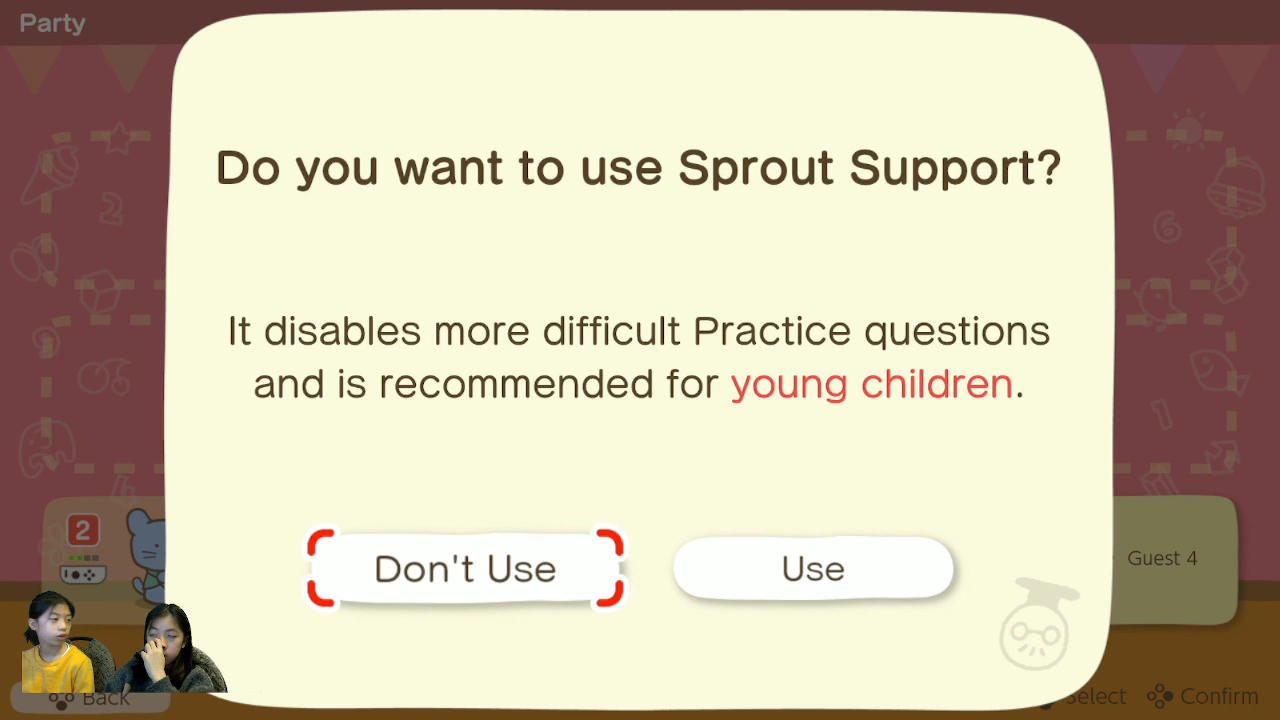 Party
Do you want to use Sprout Support?
It disables more difficult Practice questions
and is recommended for young children.
2
Don't Use
Use
Guest 4
Back
Select
Confirm